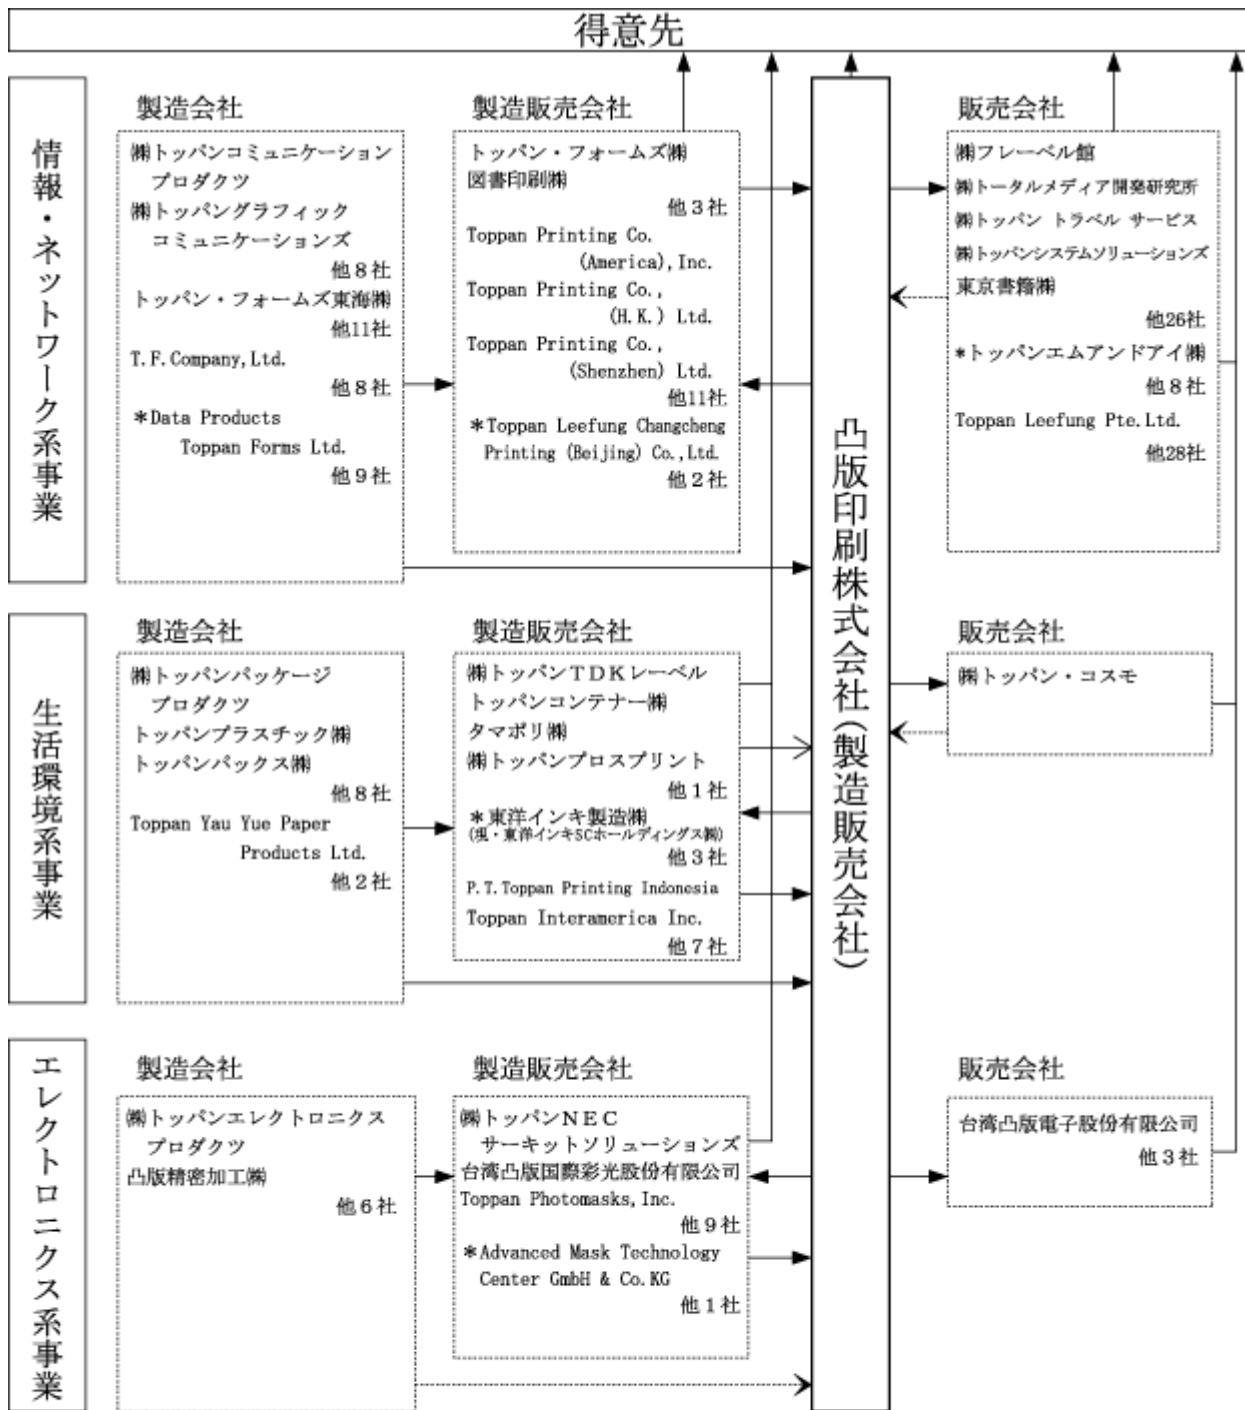 得意先
情報・ネットワーク系事業
製造会社
㈱トッパンコミュニケーション
プロダクツ
㈱トッパングラフィック
コミュニケーションズ
他８社
トッパン・フォームズ東海㈱
他11社
T.F.Company,Ltd.
他８社
＊Data Products
Toppan Forms Ltd.
他９社
製造販売会社
トッパン・フォームズ㈱
図書印刷㈱
他３社
Toppan Printing Co.
(America),Inc.
Toppan Printing Co.,
(H.K.) Ltd.
Toppan Printing Co.,
(Shenzhen) Ltd.
他11社
＊Toppan Leefung Changcheng
Printing (Beijing) Co.,Ltd.
他２社
凸版印刷株式会社（製造販売会社）
販売会社
㈱フレーベル館
㈱トータルメディア開発研究所
㈱トッパン トラベル サービス
㈱トッパンシステムソリューションズ
東京書籍㈱
他26社
＊トッパンエムアンドアイ㈱
他８社
Toppan Leefung Pte.Ltd.
他28社
生活環境系事業
製造会社
㈱トッパンパッケージ
プロダクツ
トッパンプラスチック㈱
トッパンパックス㈱
他８社
Toppan Yau Yue Paper
Products Ltd.
他２社
製造販売会社
㈱トッパンＴＤＫレーベル
トッパンコンテナー㈱
タマポリ㈱
㈱トッパンプロスプリント
他１社
＊東洋インキ製造㈱
(現・東洋インキSCホールディングス㈱)
他３社
P.T.Toppan Printing Indonesia
Toppan Interamerica Inc.
他７社
販売会社
㈱トッパン・コスモ
エレクトロニクス系事業
製造会社
㈱トッパンエレクトロニクス
プロダクツ
凸版精密加工㈱
他６社
製造販売会社
㈱トッパンＮＥＣ
サーキットソリューションズ
台湾凸版国際彩光股份有限公司
Toppan Photomasks,Inc.
他９社
＊Advanced Mask Technology
Center GmbH & Co.KG
他１社
販売会社
台湾凸版電子股份有限公司
他３社